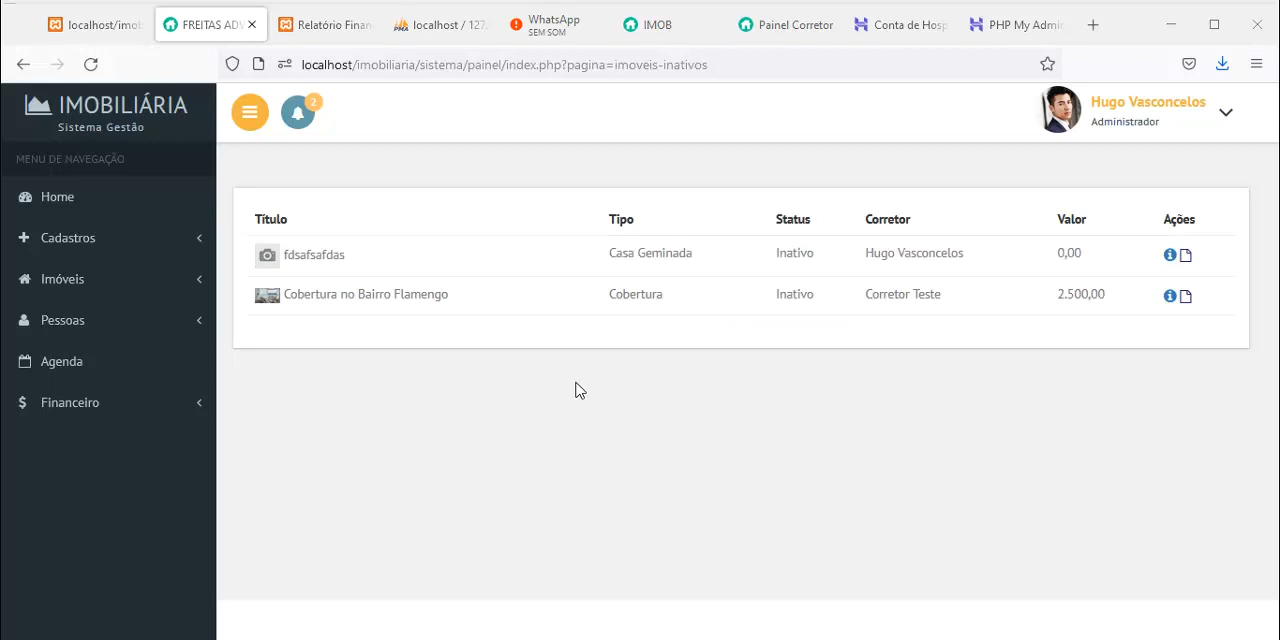 localhost/imob
FREITAS ADV
Relatório Finan
localhost / 127.
WhatsApp
SEM SOM
IMOB
Painel Corretor
Conta de Hosp
PHP My Admin
localhost/imobiliaria/sistema/painel/index.php?pagina=imoveis-inativos
IMOBILIÁRIA
Sistema Gestão
2
Hugo Vasconcelos
Administrador
MENU DE NAVEGAÇÃO
Home
Cadastros
Imóveis
Pessoas
Agenda
Financeiro
Título Tipo Status Corretor Valor Ações
fdsafsafdas Casa Geminada Inativo Hugo Vasconcelos 0,00
Cobertura no Bairro Flamengo Cobertura Inativo Corretor Teste 2.500,00